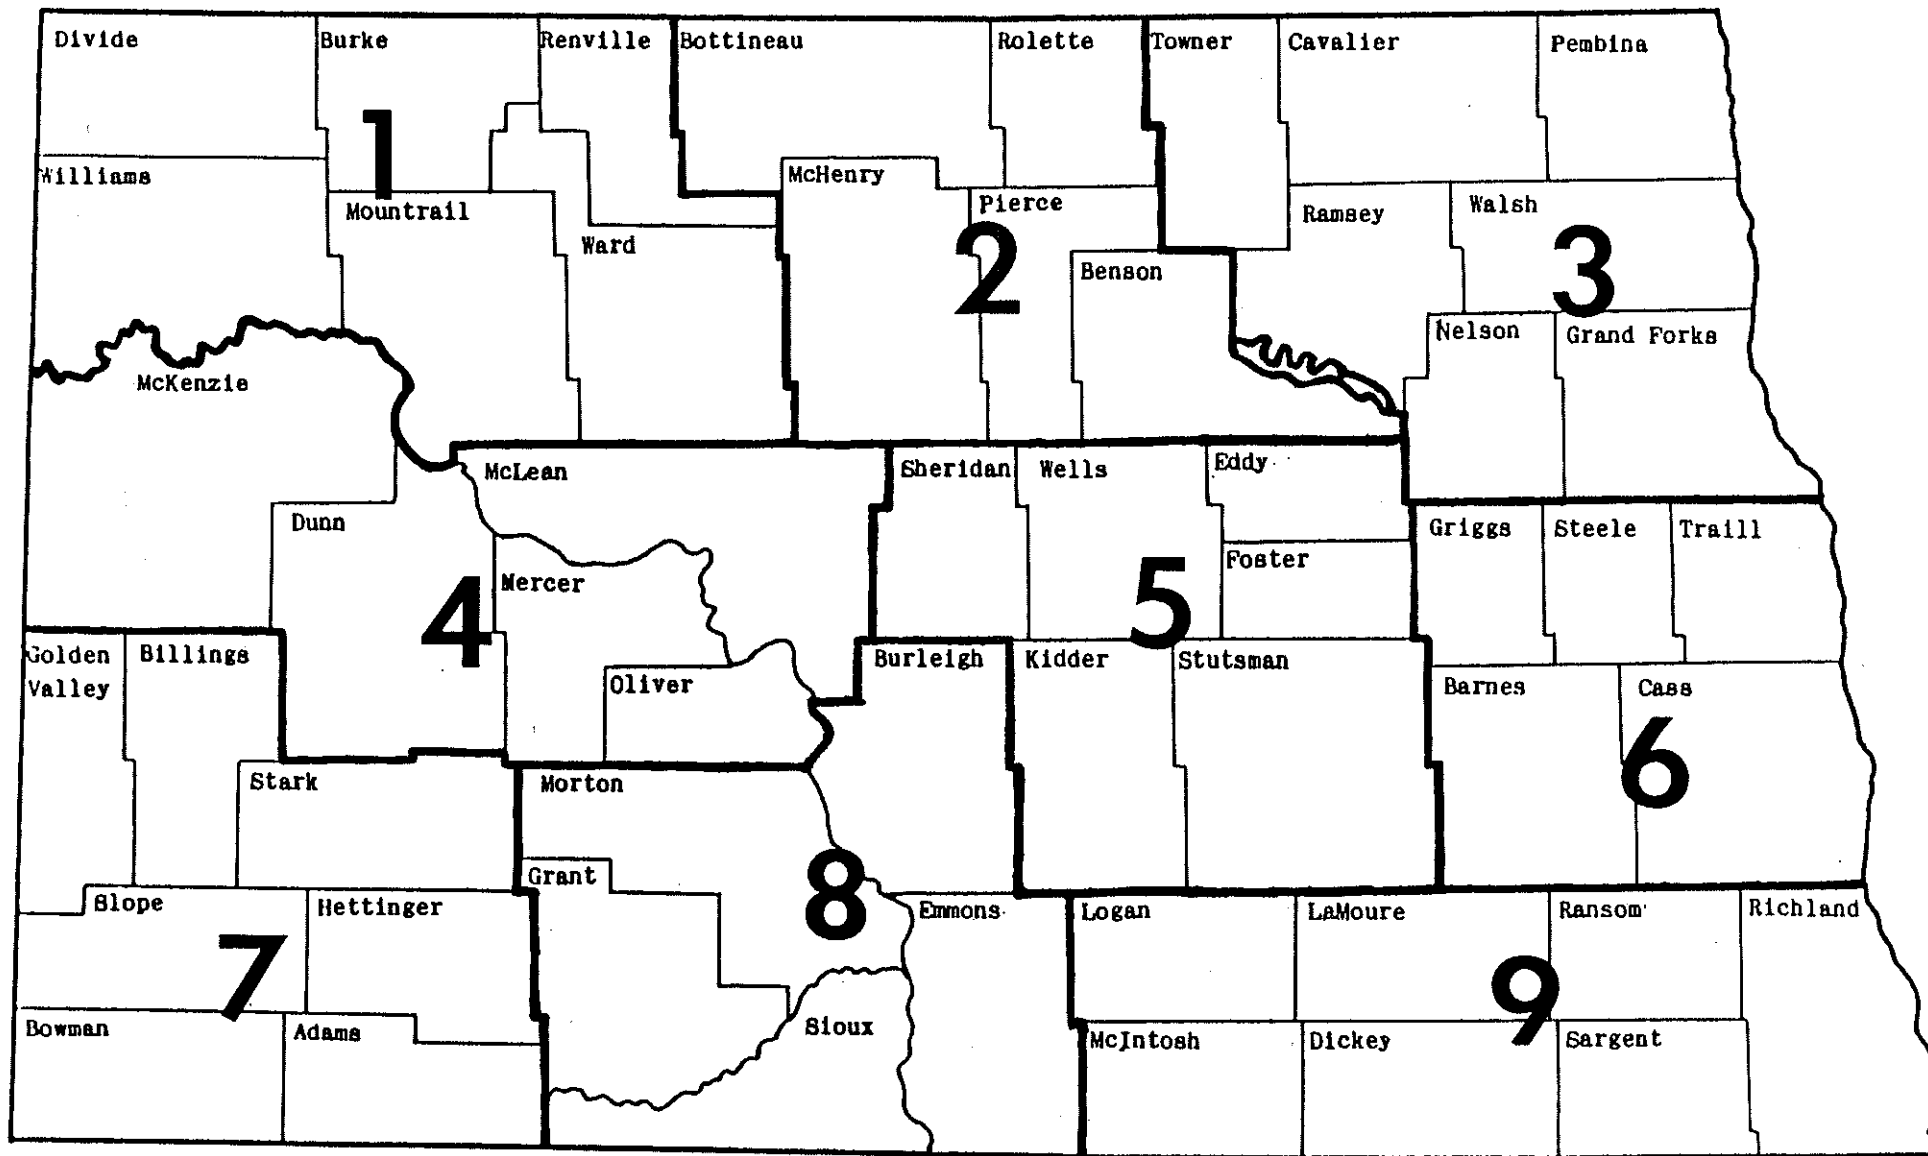 Divide
Burke
Renville
Bottineau
Rolette
Towner
Cavalier
Pembina
1
Williams
Mountrail
Ward
McHenry
Pierce
2
Benson
Ramsey
Walsh
3
Nelson
Grand Forks
McKenzie
McLean
Sheridan
Wells
Eddy
Dunn
Griggs
Steele
Traill
4
Mercer
5
Foster
Golden
Valley
Billings
Oliver
Burleigh
Kidder
Stutsman
Barnes
Cass
6
Stark
Morton
8
Grant
Slope
Hettinger
7
Emmons
Logan
LaMoure
Ransom
Richland
9
Bowman
Adams
Sioux
McIntosh
Dickey
Sargent